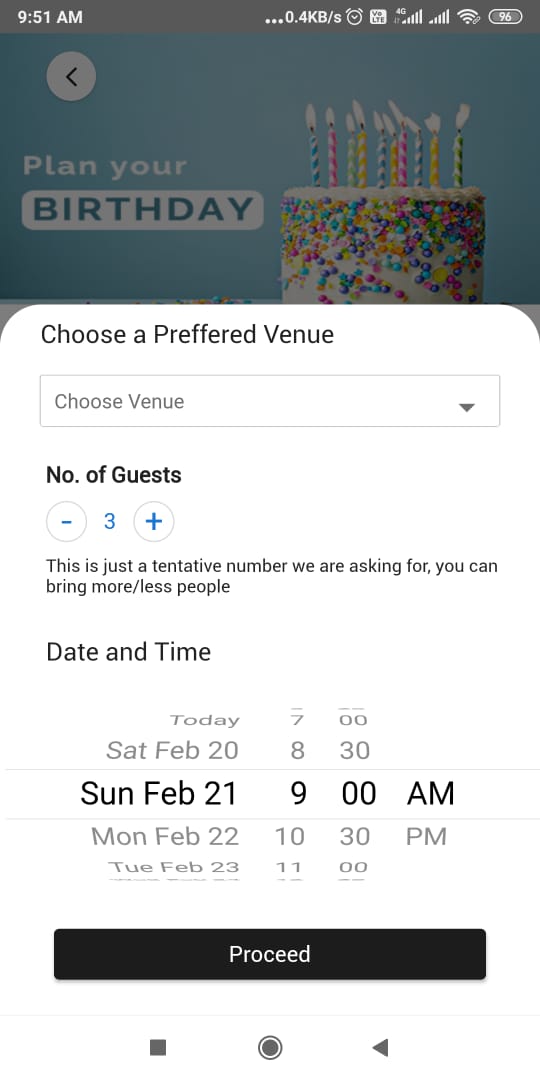 9:51 AM
...0.4KB/s
Vo LTE
4G
96
Plan your
BIRTHDAY
Choose a Preffered Venue
Choose Venue
No. of Guests
- 3 +
This is just a tentative number we are asking for, you can
bring more/less people
Date and Time
Today 7 00
Sat Feb 20 8 30
Sun Feb 21 9 00 AM
Mon Feb 22 10 30 PM
Tue Feb 23 11 00
Proceed